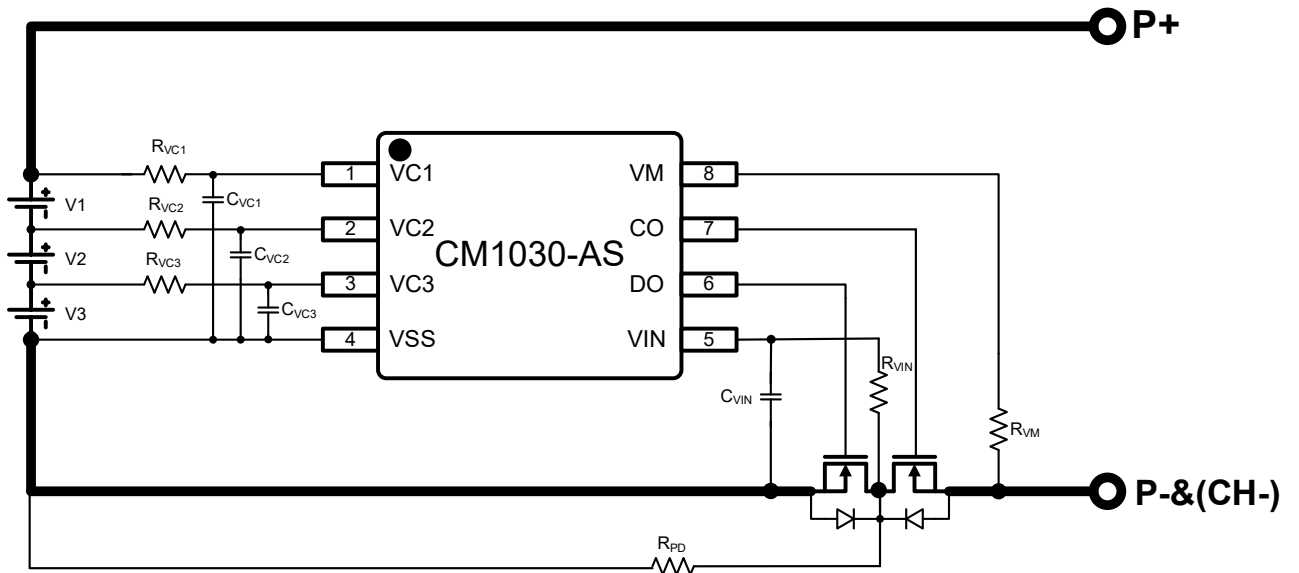 P+
RVC1
1
VC1
VM
8
CVC1
V1
RVC2
2
VC2
CO
7
CM1030-AS
CVC2
V2
RVC3
3
VC3
DO
6
CVC3
V3
4
VSS
VIN
5
RVIN
CVIN
RVM
P-&(CH-)
RPD